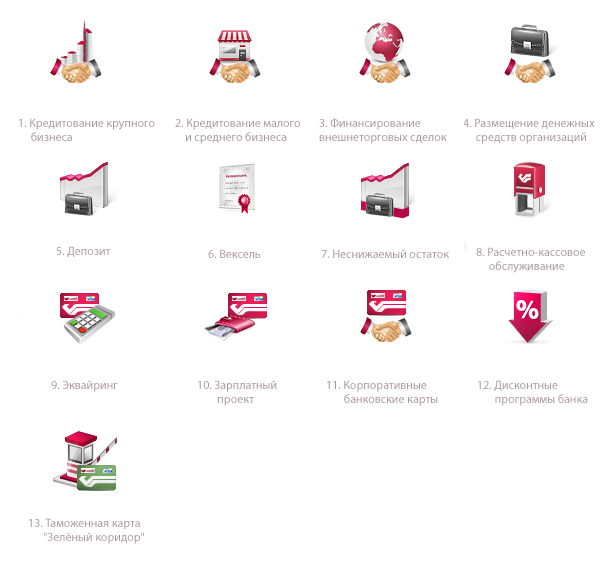 1. Кредитование крупного
бизнеса
2. Кредитование малого
и среднего бизнеса
3. Финансирование
внешнеторговых сделок
4. Размещение денежных
средств организаций
5. Депозит
6. Вексель
7. Неснижаемый остаток
8. Расчетно-кассовое
обслуживание
9. Эквайринг
10. Зарплатный
проект
11. Корпоративные
банковские карты
%
12. Дисконтные
программы банка
13. Таможенная карта
"Зелёный коридор"